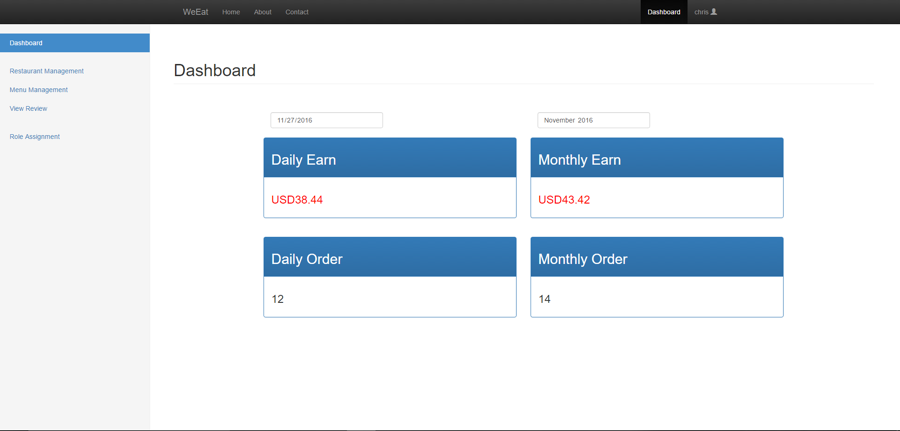 WeEat Home About Contact Dashboard chris
Dashboard
Restaurant Management
Menu Management
View Review
Role Assignment
Dashboard
11/27/2016 November 2016
Daily Earn Monthly Earn
USD38.44 USD43.42
Daily Order Monthly Order
12 14